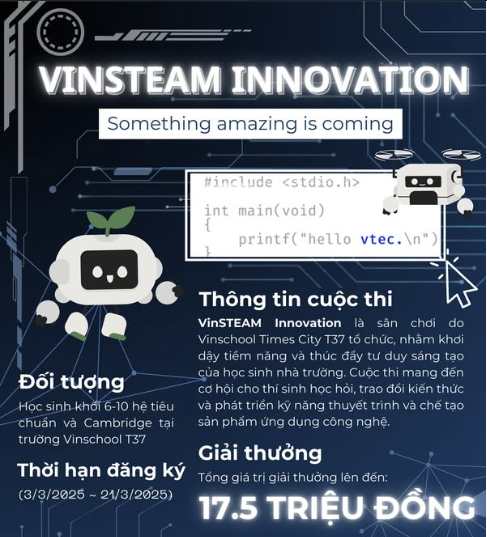 VINSTEAM INNOVATION
Something amazing is coming
#include <stdio.h>
int main(void)
{
printf("hello vtec.\n")
}
Thông tin cuộc thi
VinSTEAM Innovation là sân chơi do
Vinschool Times City T37 tổ chức, nhằm khơi
dậy tiềm năng và thúc đẩy tư duy sáng tạo
của học sinh nhà trường. Cuộc thi mang đến
cơ hội cho thí sinh học hỏi, trao đổi kiến thức
và phát triển kỹ năng thuyết trình và chế tạo
sản phẩm ứng dụng công nghệ.
Đối tượng
Học sinh khối 6-10 hệ tiêu
chuẩn và Cambridge tại
trường Vinschool T37
Thời hạn đăng ký
(3/3/2025 ~ 21/3/2025)
Giải thưởng
Tổng giá trị giải thưởng lên đến:
17.5 TRIỆU ĐỒNG